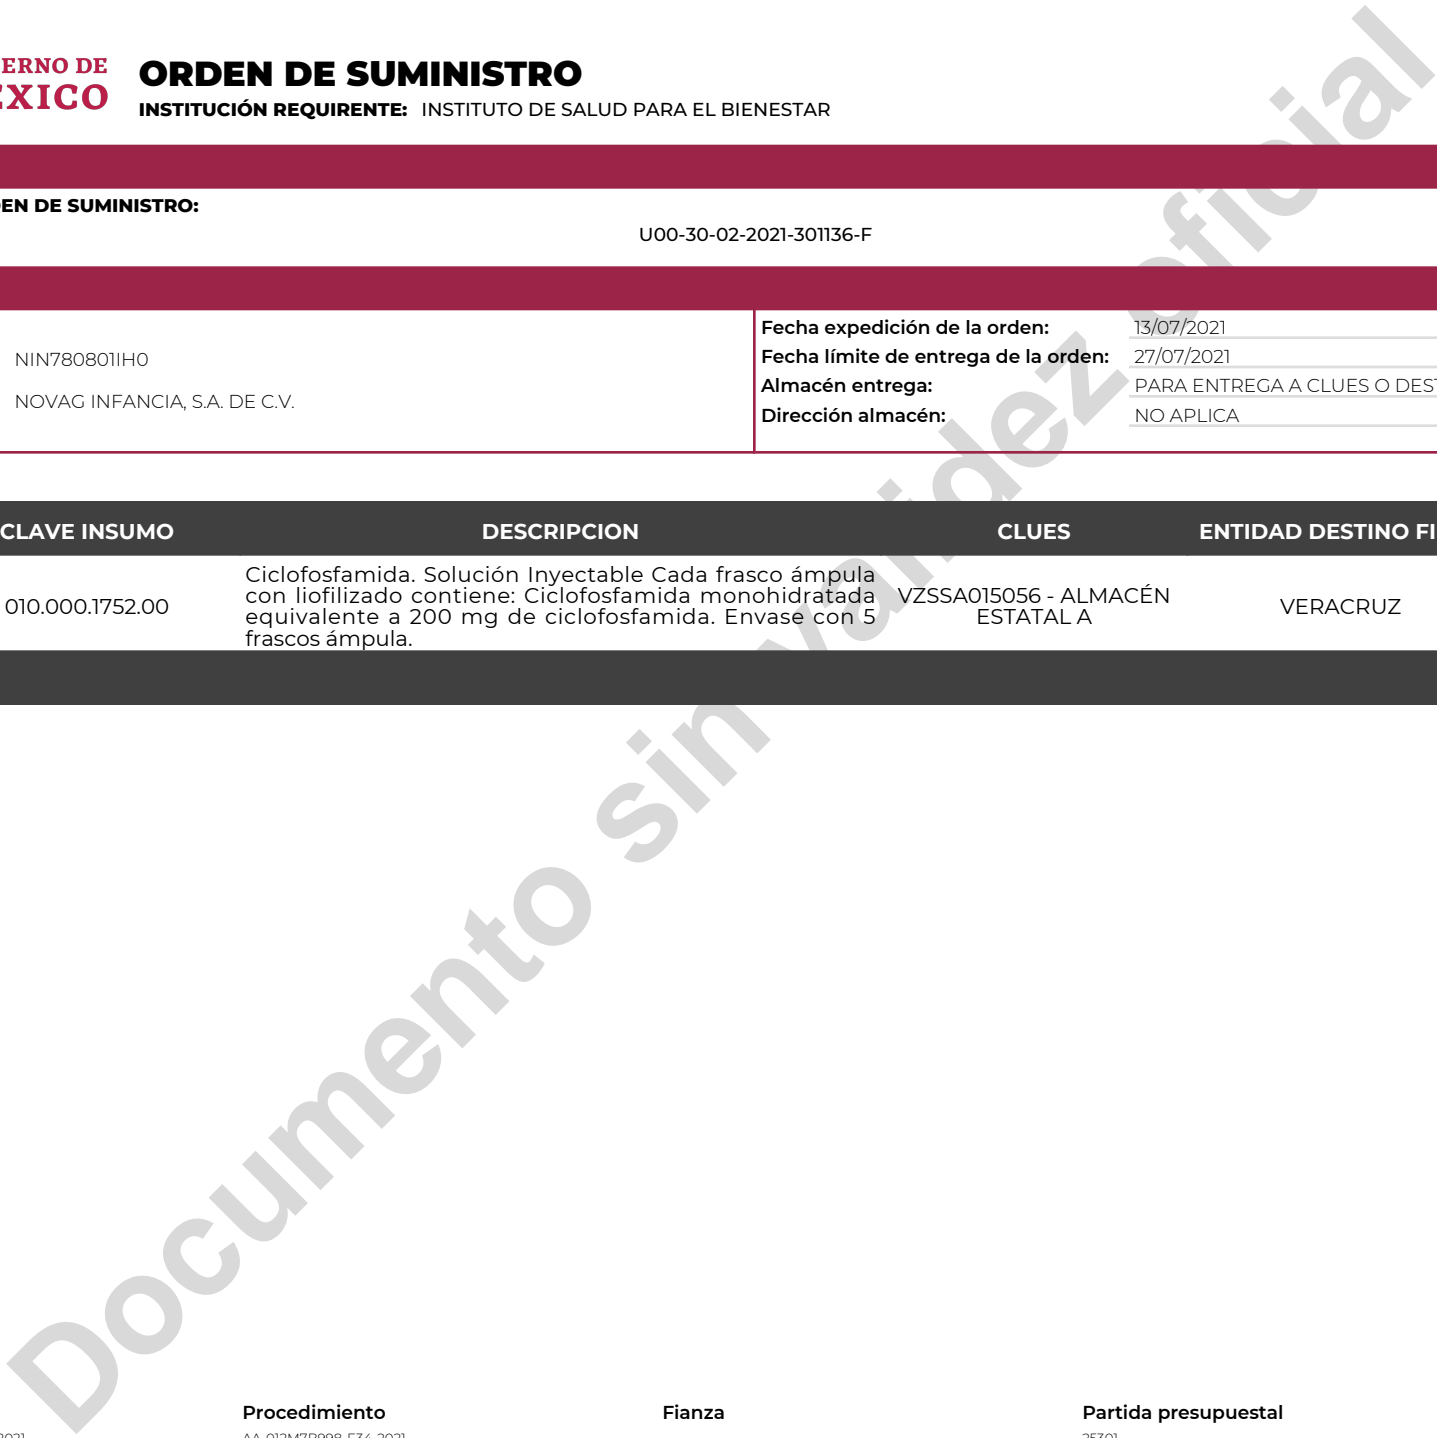 ERNO DE
EXICO
ORDEN DE SUMINISTRO
INSTITUCIÓN REQUIRENTE: INSTITUTO DE SALUD PARA EL BIENESTAR
EN DE SUMINISTRO:
U00-30-02-2021-301136-F
NIN780801IH0
NOVAG INFANCIA, S.A. DE C.V.
Fecha expedición de la orden: 13/07/2021
Fecha límite de entrega de la orden: 27/07/2021
Almacén entrega: PARA ENTREGA A CLUES O DEST
Dirección almacén: NO APLICA
CLAVE INSUMO DESCRIPCION CLUES ENTIDAD DESTINO FI
010.000.1752.00
Ciclofosfamida. Solución Inyectable Cada frasco ámpula
con liofilizado contiene: Ciclofosfamida monohidratada
equivalente a 200 mg de ciclofosfamida. Envase con 5
frascos ámpula.
VZSSA015056 - ALMACÉN
ESTATAL A
VERACRUZ
Documento sin validez oficial
Procedimiento Fianza Partida presupuestal